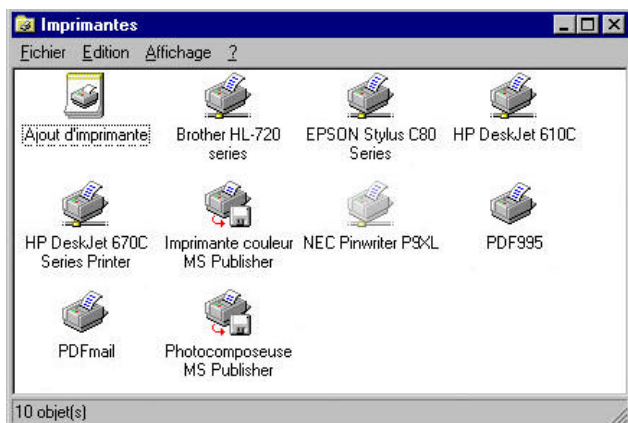 Imprimantes
Fichier Edition Affichage ?
Ajout d'imprimante
Brother HL-720
series
EPSON Stylus C80
Series
HP DeskJet 610C
HP DeskJet 670C
Series Printer
Imprimante couleur
MS Publisher
NEC Pinwriter P9XL
PDF995
PDFmail
Photocomposeuse
MS Publisher
10 objet(s)